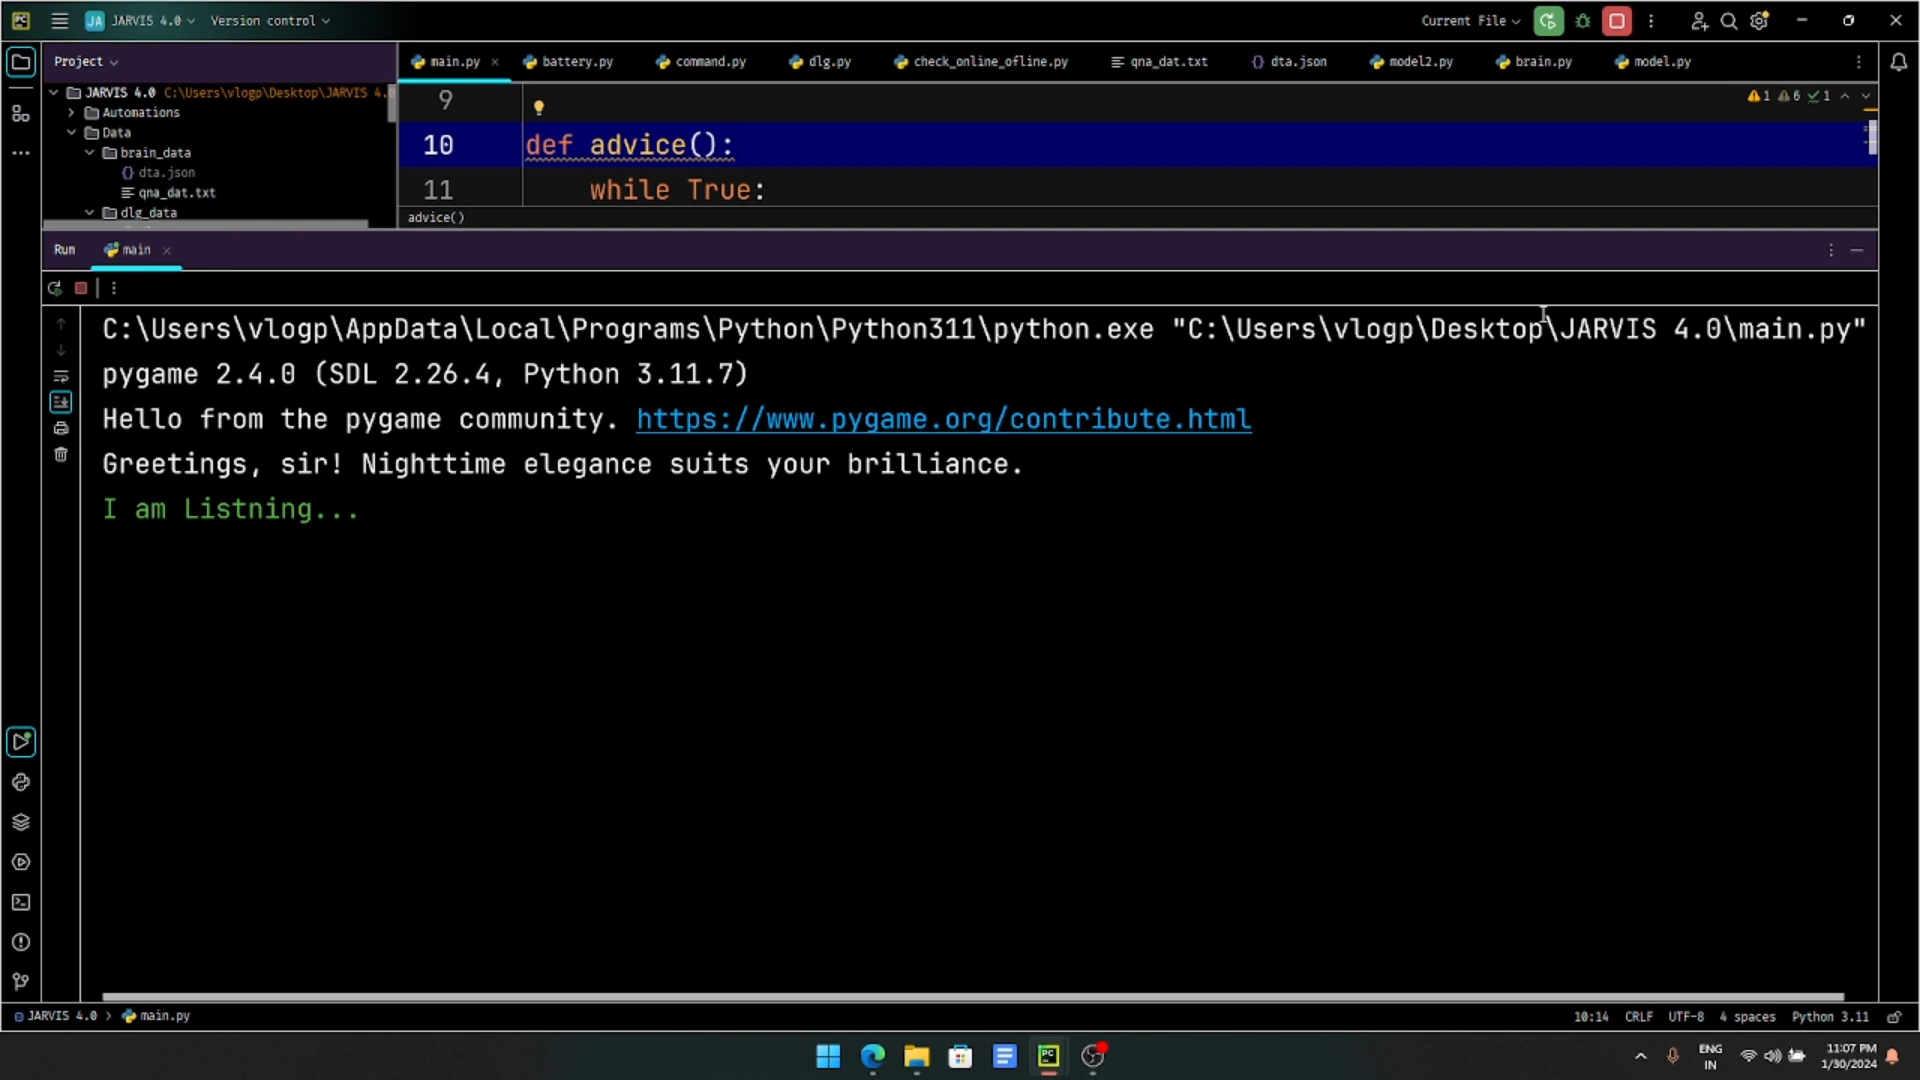 JA JARVIS 4.0 Version control Current File
Project main.py battery.py command.py dlg.py check_online_ofline.py qna_dat.txt {} dta.json model2.py brain.py model.py
JARVIS 4.0 C:\Users\vlogp\Desktop\JARVIS 4.
Automations
Data
brain_data
{} dta.json
qna_dat.txt
dlg_data
9
1 6 1
10 def advice():
11 while True:
advice()
Run main
C:\Users\vlogp\AppData\Local\Programs\Python\Python311\python.exe "C:\Users\vlogp\Desktop\JARVIS 4.0\main.py"
pygame 2.4.0 (SDL 2.26.4, Python 3.11.7)
Hello from the pygame community. https://www.pygame.org/contribute.html
Greetings, sir! Nighttime elegance suits your brilliance.
I am Listning...
JARVIS 4.0 > main.py 10:14 CRLF UTF-8 4 spaces Python 3.11
ENG
IN
11:07 PM
1/30/2024